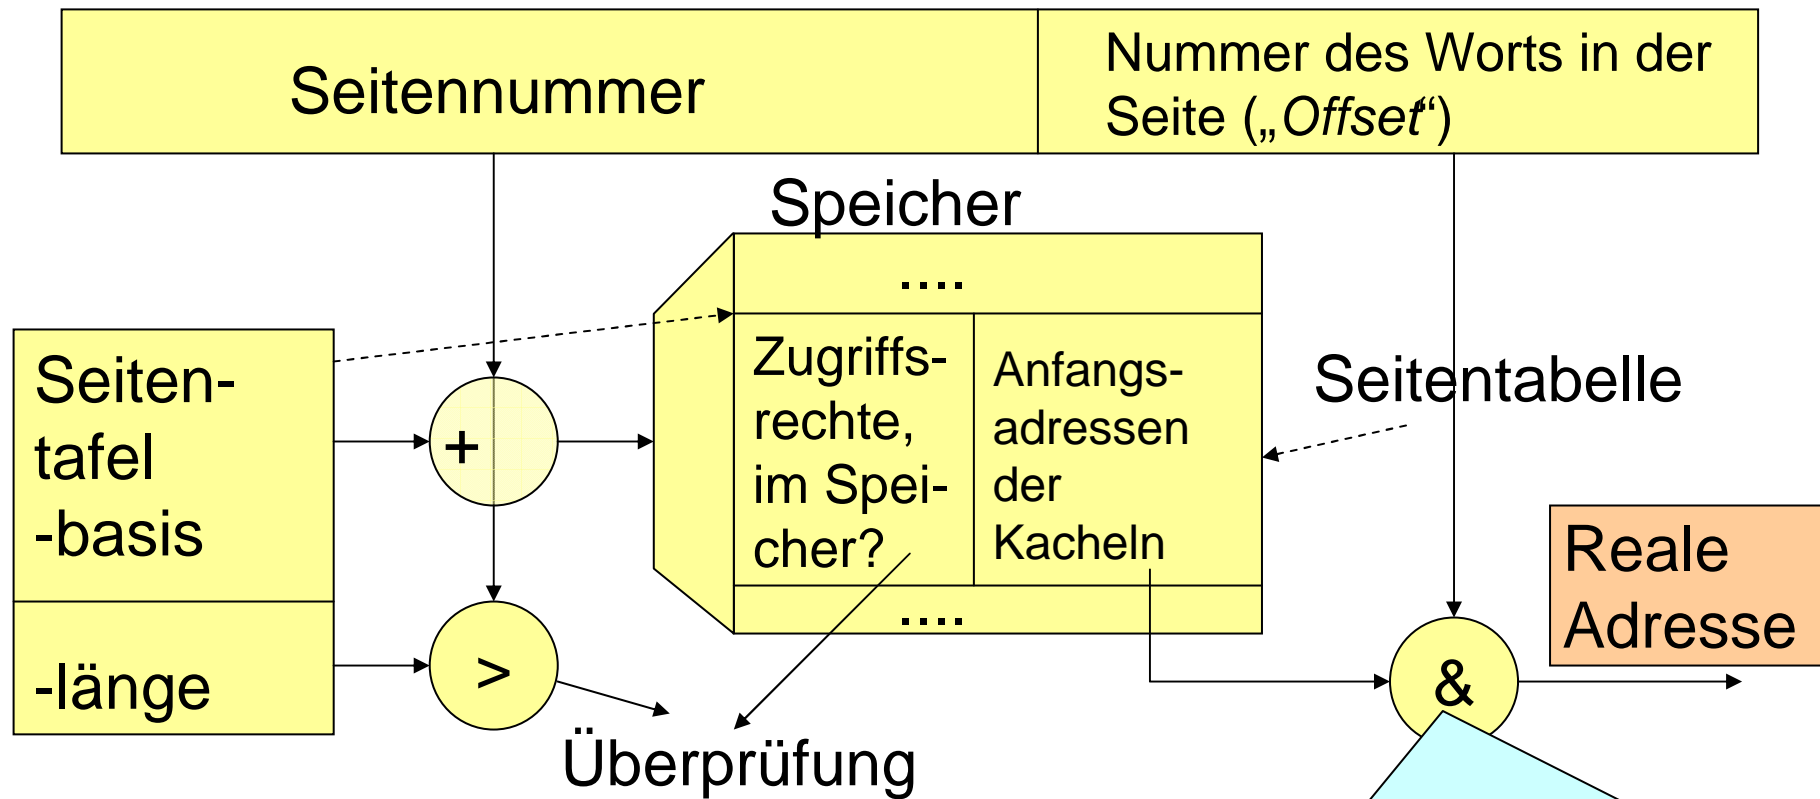 Seitennummer
Nummer des Worts in der
Seite („Offset“)
Speicher
....
Seiten-
tafel
-basis
-länge
+
>
Zugriffs-
rechte,
im Spei-
cher?
Anfangs-
adressen
der
Kacheln
....
Seitentabelle
Reale
Adresse
&
Überprüfung